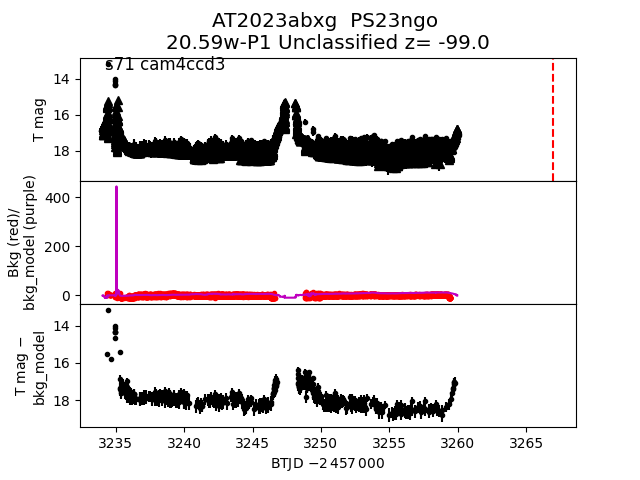 AT2023abxg  PS23ngo
20.59w-P1 Unclassified z= -99.0
s71 cam4ccd3
14
16
18
T mag
400
200
0
Bkg (red)/
bkg_model (purple)
14
16
18
T mag −
bkg_model
3235 3240 3245 3250 3255 3260 3265
BTJD −2 457 000